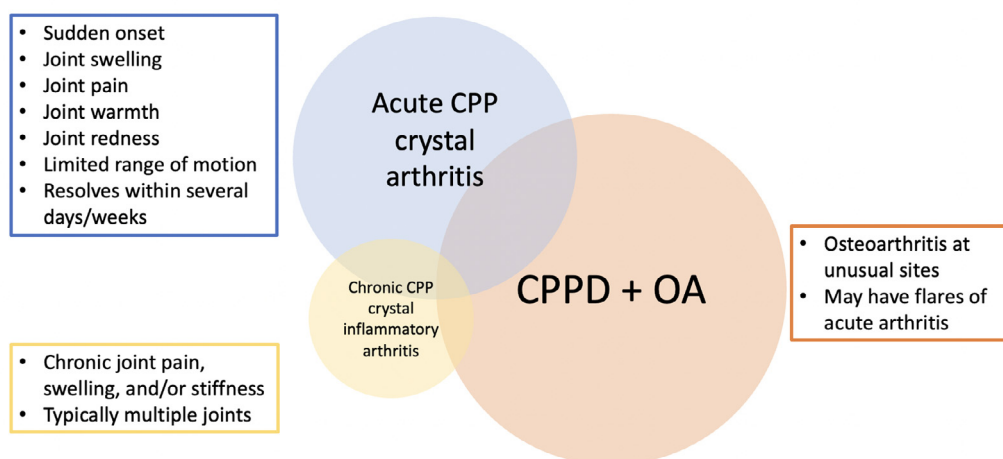 • Sudden onset
• Joint swelling
• Joint pain
• Joint warmth
• Joint redness
• Limited range of motion
• Resolves within several
days/weeks
Acute CPP
crystal
arthritis
Chronic CPP
crystal
inflammatory
arthritis
CPPD + OA
• Osteoarthritis at
unusual sites
• May have flares of
acute arthritis
• Chronic joint pain,
swelling, and/or stiffness
• Typically multiple joints